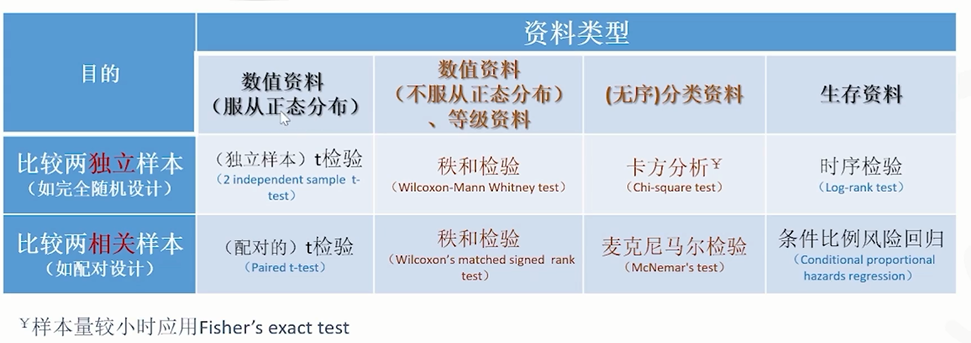 资料类型
目的
数值资料
（服从正态分布）
数值资料
（不服从正态分布）
、等级资料
(无序)分类资料
生存资料
比较两独立样本
（如完全随机设计）
（独立样本）t检验
（2 independent sample t-
test）
秩和检验
（Wilcoxon-Mann Whitney test）
卡方分析¥
（Chi-square test）
时序检验
（Log-rank test）
比较两相关样本
（如配对设计）
（配对的）t检验
（Paired t-test）
秩和检验
（Wilcoxon’s matched signed rank
test）
麦克尼马尔检验
（McNemar's test）
条件比例风险回归
（Conditional proportional
hazards regression）
¥样本量较小时应用Fisher’s exact test